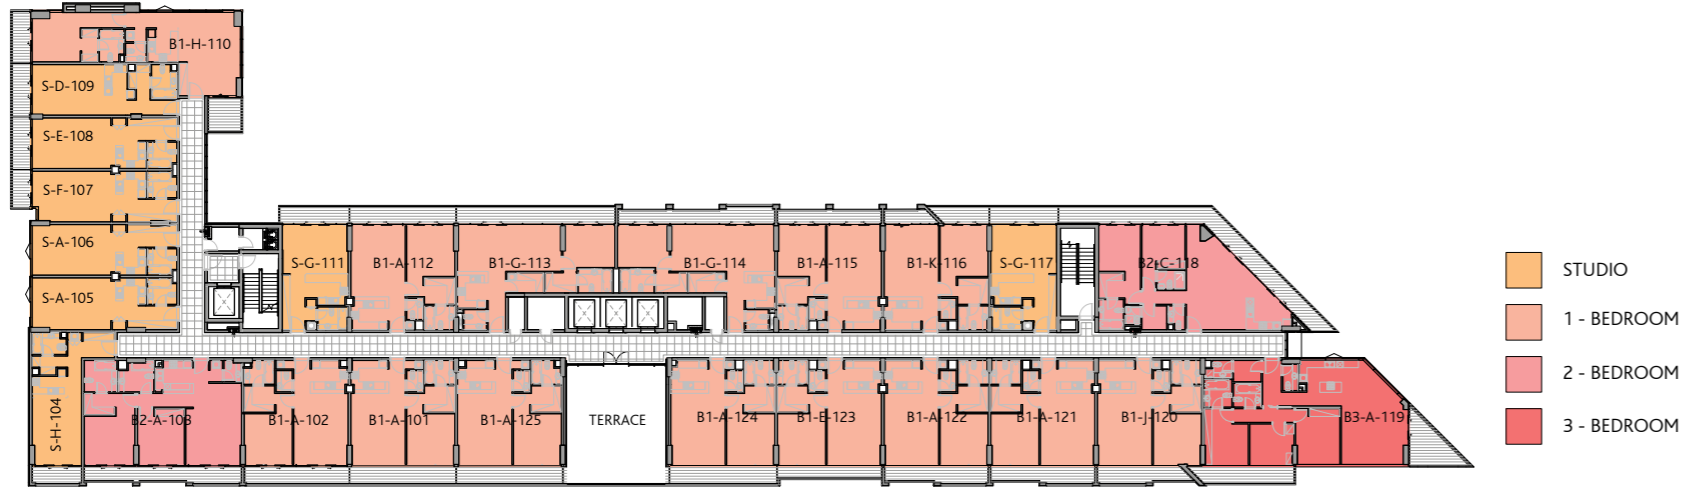 B1-H-110
S-D-109
S-E-108
S-F-107
S-A-106
S-A-105
S-G-111
B1-A-112
B1-G-113
B1-G-114
B1-A-115
B1-K-116
S-G-117
B2-C-118
S-H-104
B2-A-103
B1-A-102
B1-A-101
B1-A-125
TERRACE
B1-A-124
B1-E-123
B1-A-122
B1-A-121
B1-J-120
B3-A-119
STUDIO
1 - BEDROOM
2 - BEDROOM
3 - BEDROOM